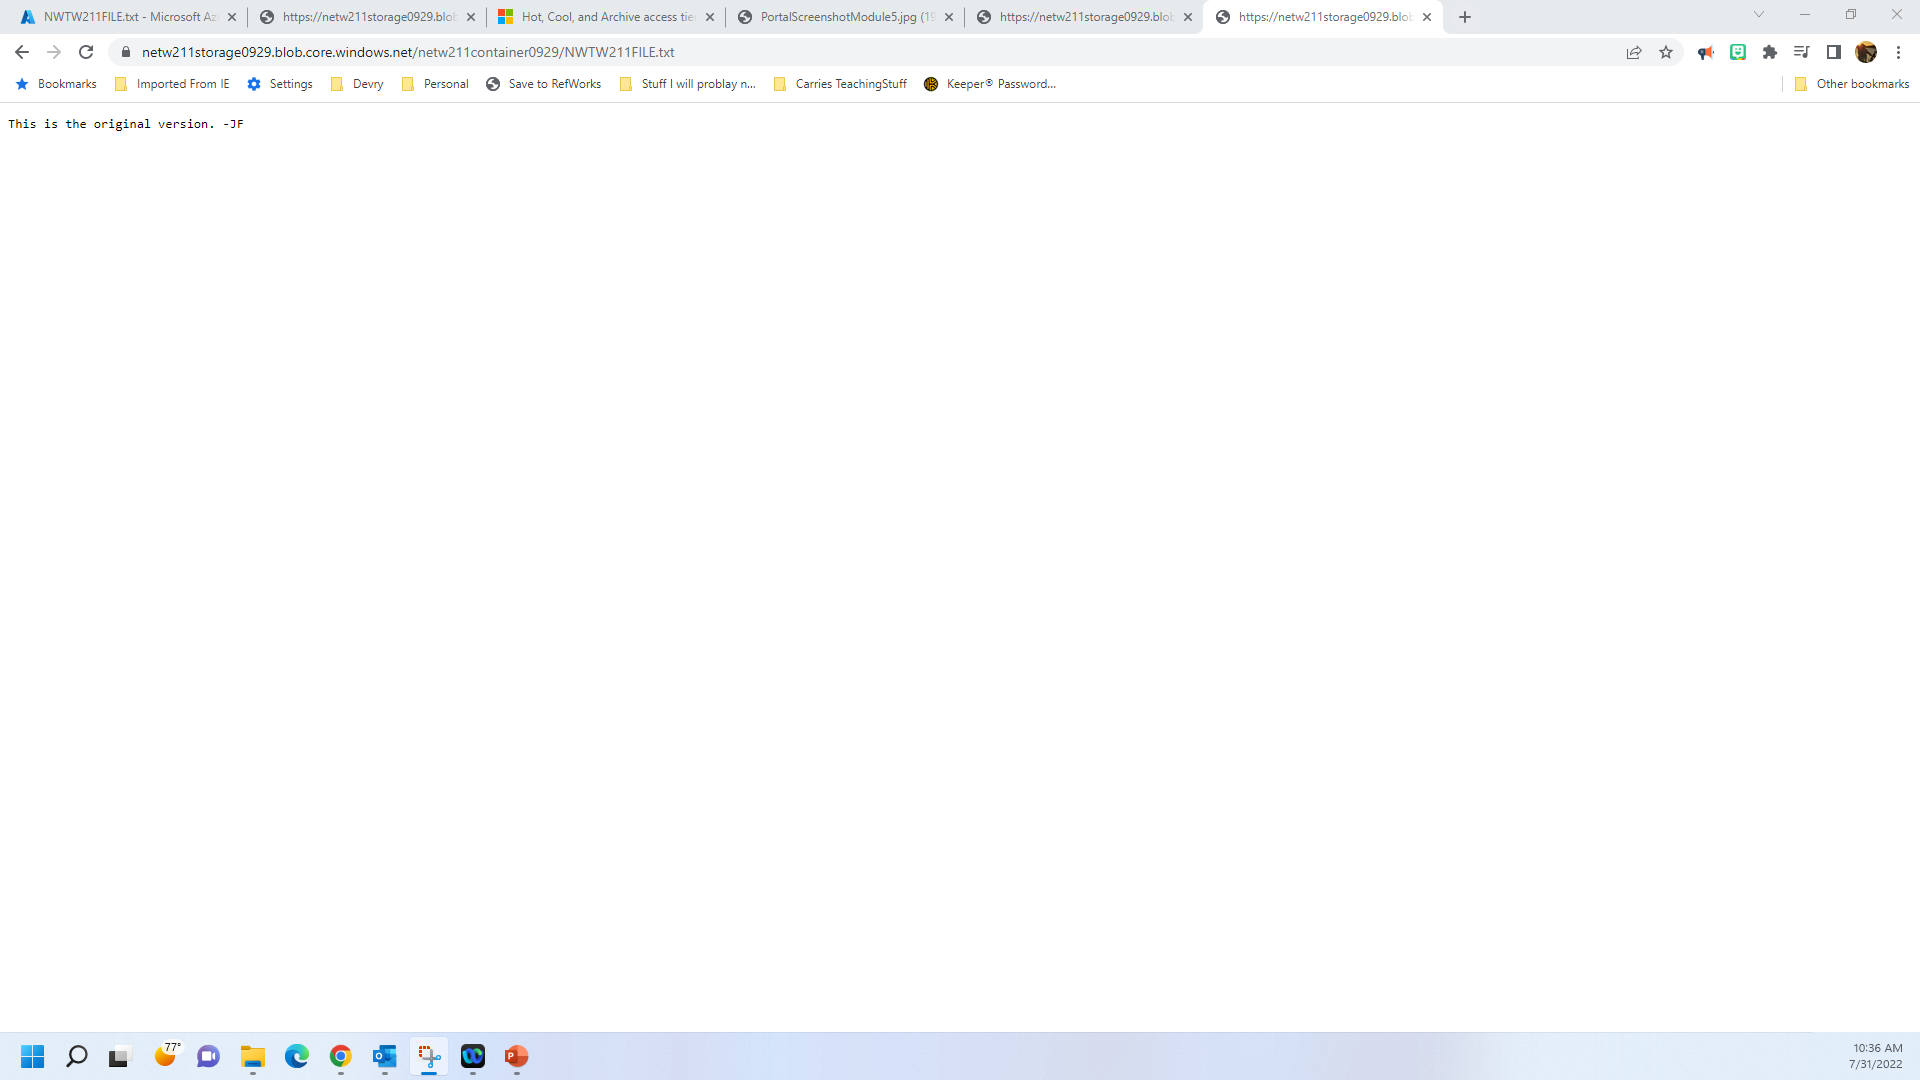 NWTW211FILE.txt - Microsoft Az
https://netw211storage0929.blob
Hot, Cool, and Archive access tie
PortalScreenshotModule5.jpg (19
https://netw211storage0929.blob
https://netw211storage0929.blob
netw211storage0929.blob.core.windows.net/netw211container0929/NWTW211FILE.txt
Bookmarks Imported From IE Settings Devry Personal Save to RefWorks Stuff I will problay n... Carries TeachingStuff Keeper® Password... Other bookmarks
This is the original version. -JF
77°
10:36 AM
7/31/2022